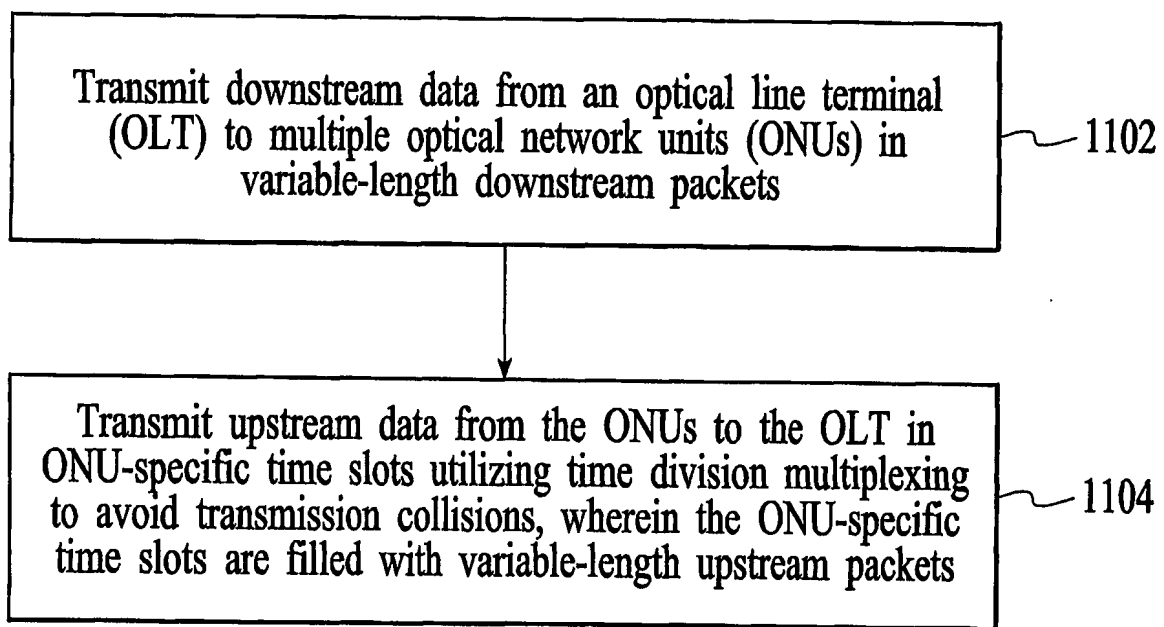 Transmit downstream data from an optical line terminal
(OLT) to multiple optical network units (ONUs) in
variable-length downstream packets
1102
Transmit upstream data from the ONUs to the OLT in
ONU-specific time slots utilizing time division multiplexing
to avoid transmission collisions, wherein the ONU-specific
time slots are filled with variable-length upstream packets
1104